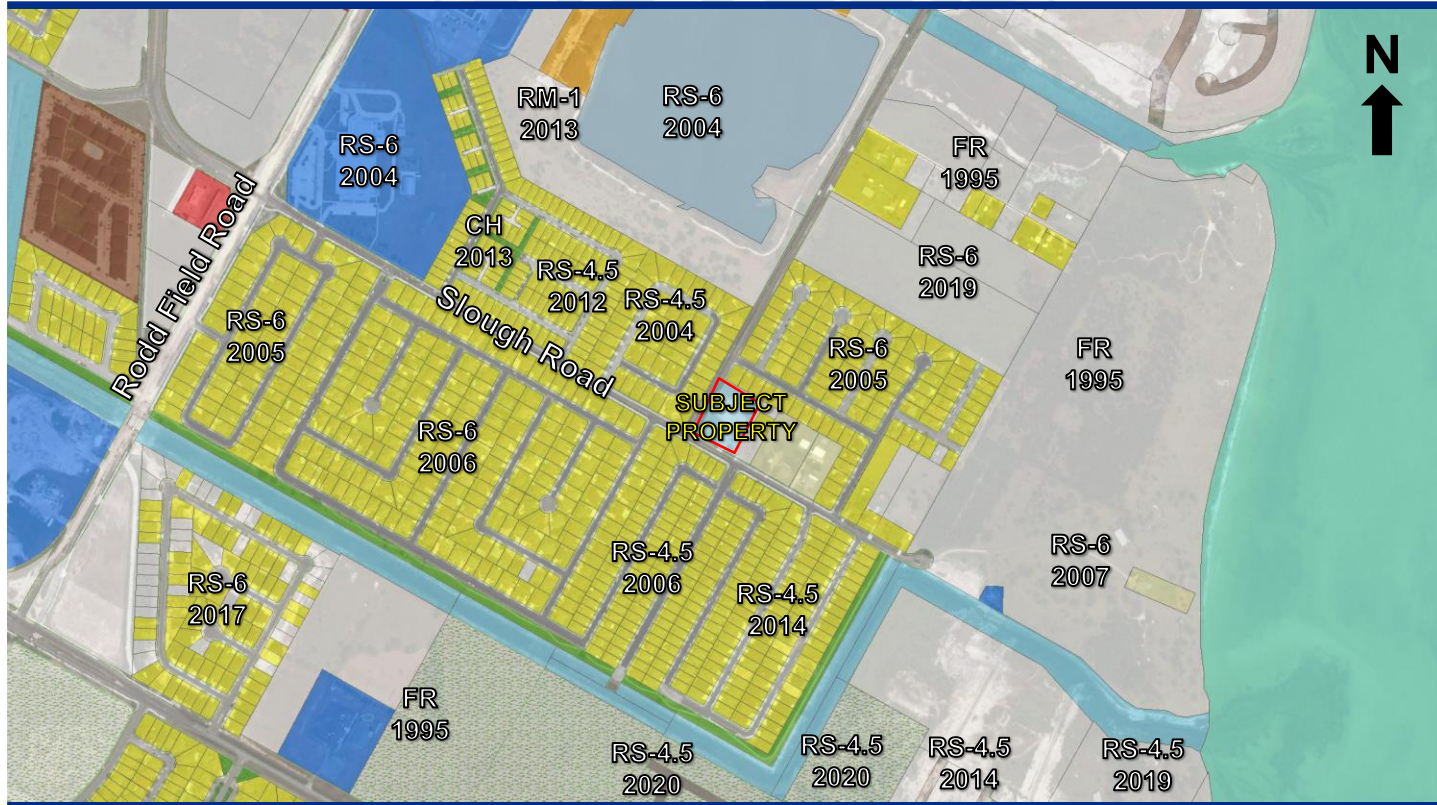 N
RM-1
2013
RS-6
2004
RS-6
2004
FR
1995
CH
2013
RS-4.5
2012
RS-4.5
2004
RS-6
2019
Rodd Field Road
Slough Road
RS-6
2005
RS-6
2005
FR
1995
SUBJECT
PROPERTY
RS-6
2006
RS-4.5
2006
RS-4.5
2014
RS-6
2007
RS-6
2017
FR
1995
RS-4.5
2020
RS-4.5
2020
RS-4.5
2014
RS-4.5
2019